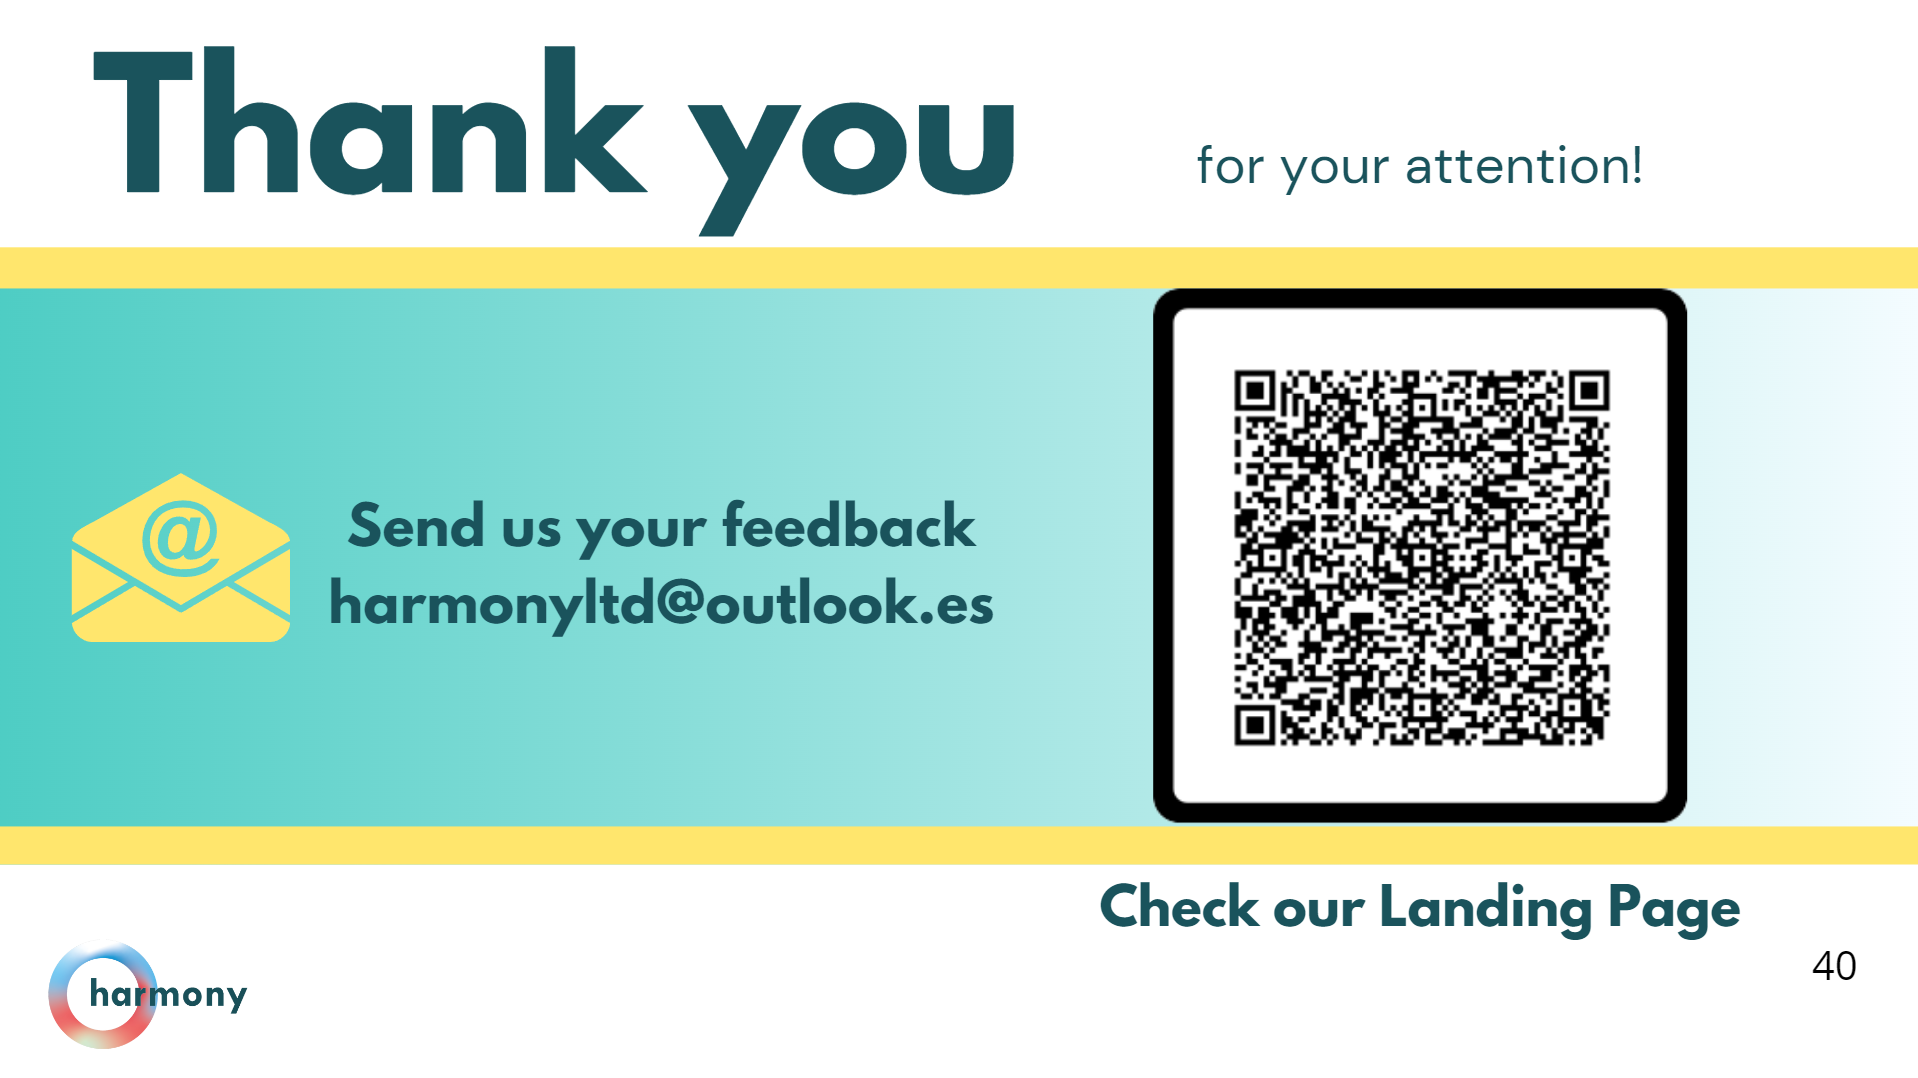 Thank you
for your attention!
@
Send us your feedback
harmonyltd@outlook.es
Check our Landing Page
harmony
40